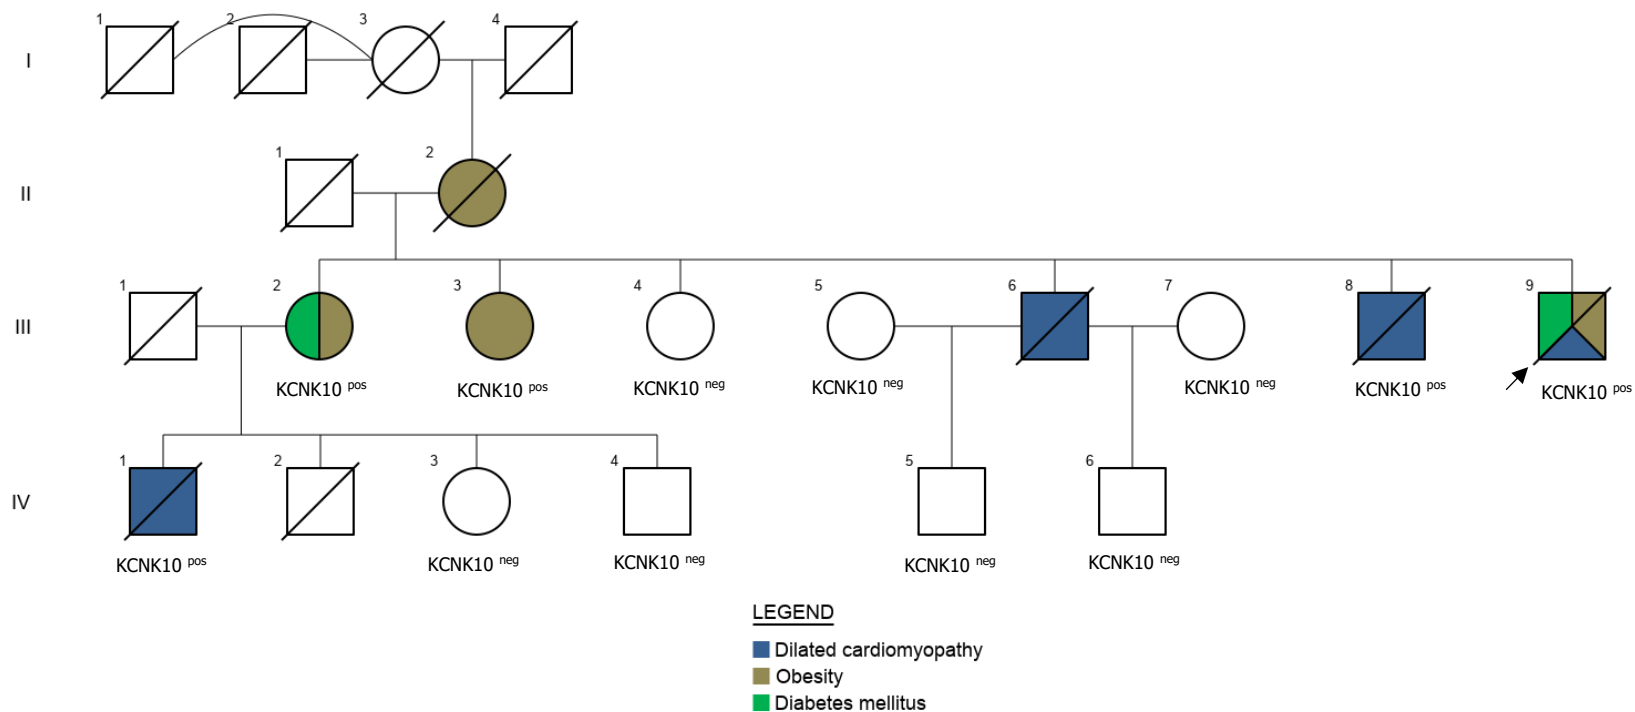 1 2 3 4
I
1 2
II
1 2 3 4 5 6 7 8 9
III
KCNK10 pos KCNK10 pos KCNK10 neg KCNK10 neg KCNK10 neg KCNK10 pos KCNK10 pos
1 2 3 4 5 6
IV
KCNK10 pos KCNK10 neg KCNK10 neg KCNK10 neg KCNK10 neg
LEGEND
Dilated cardiomyopathy
Obesity
Diabetes mellitus